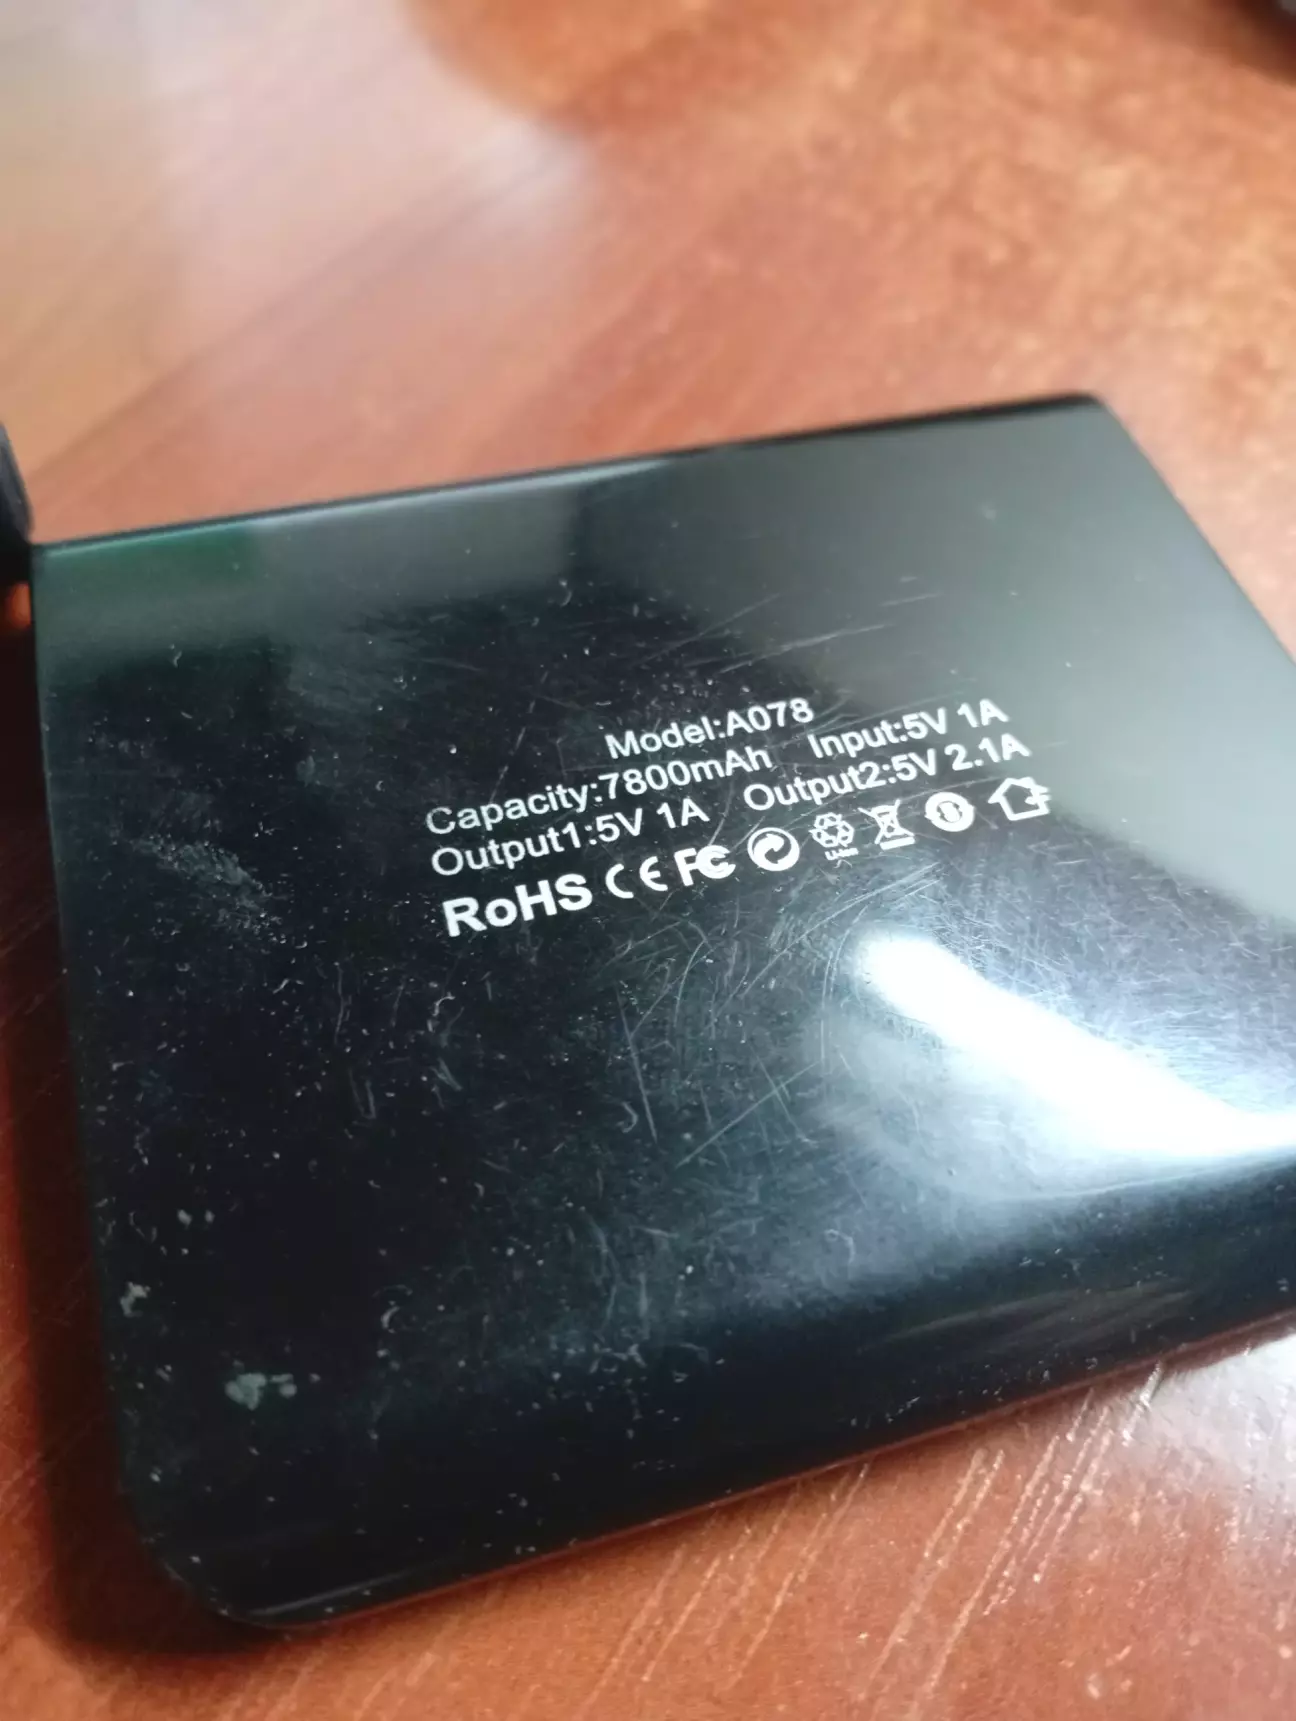 Model:A078
Capacity:7800mAh Input:5V 1A
Output1:5V 1A Output2:5V 2.1A
RoHS CE FC